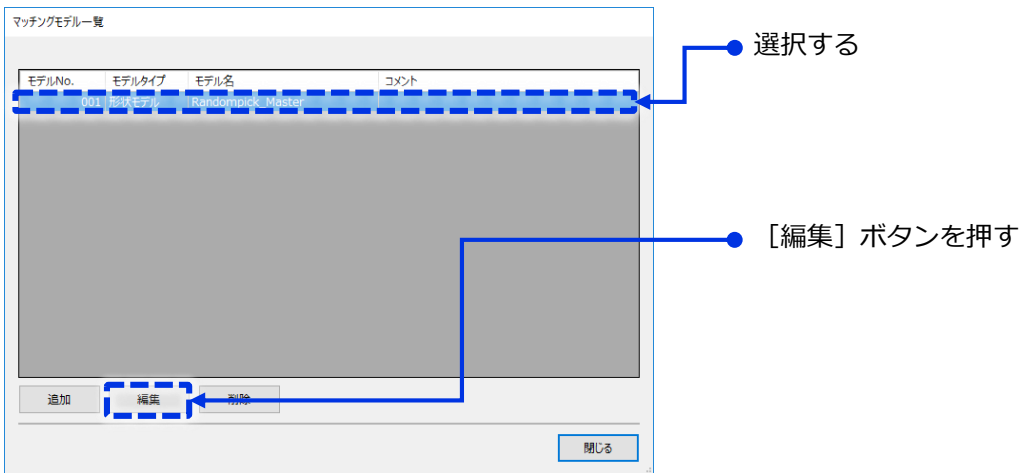 マッチングモデル一覧
選択する
モデルNo. モデルタイプ モデル名 コメント
001 形状モデル Randompick_Master
［編集］ボタンを押す
追加 編集 削除
閉じる